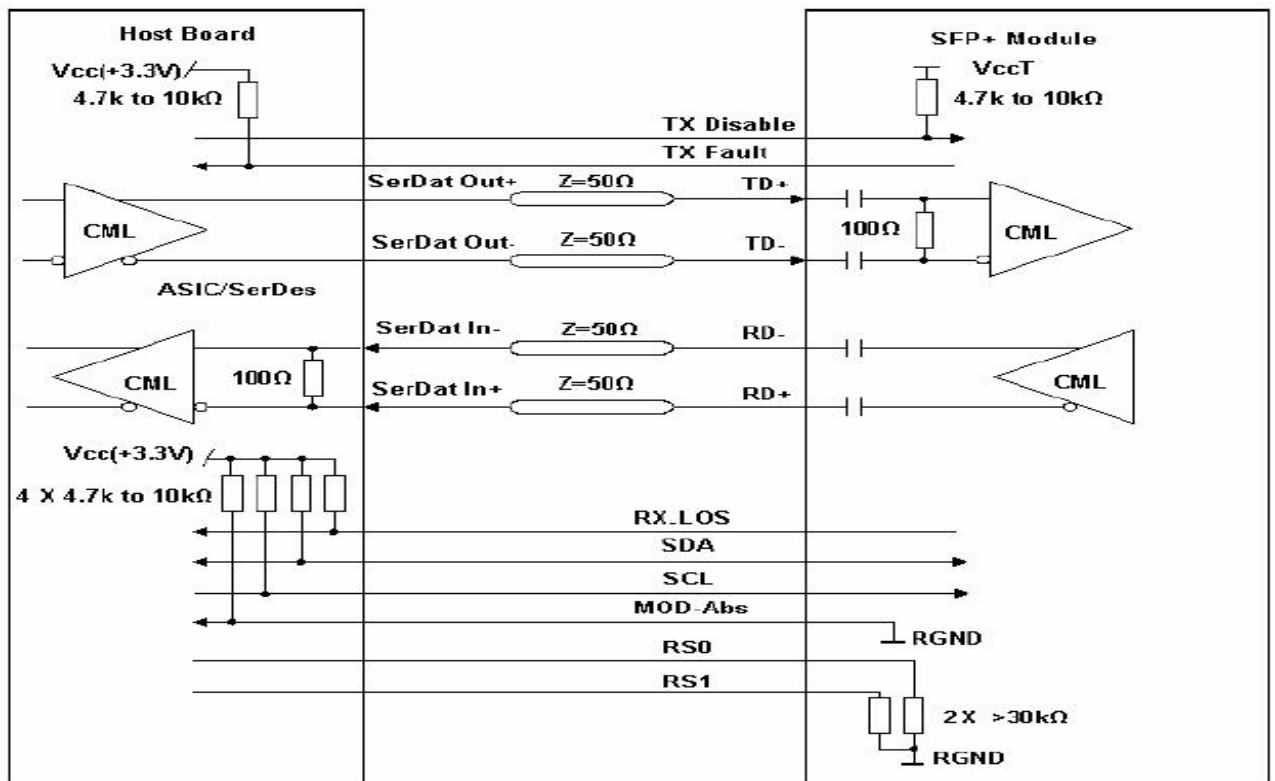 Host Board
SFP+ Module
Vcc(+3.3V)
VccT
4.7k to 10kΩ
4.7k to 10kΩ
TX Disable
TX Fault
SerDat Out+
Z=50Ω
TD+
CML
100Ω
CML
SerDat Out-
Z=50Ω
TD-
ASIC/SerDes
SerDat In-
Z=50Ω
RD-
CML
100Ω
CML
SerDat In+
Z=50Ω
RD+
Vcc(+3.3V)
4 X 4.7k to 10kΩ
RX-LOS
SDA
SCL
MOD-Abs
RGND
RS0
RS1
2X >30kΩ
RGND